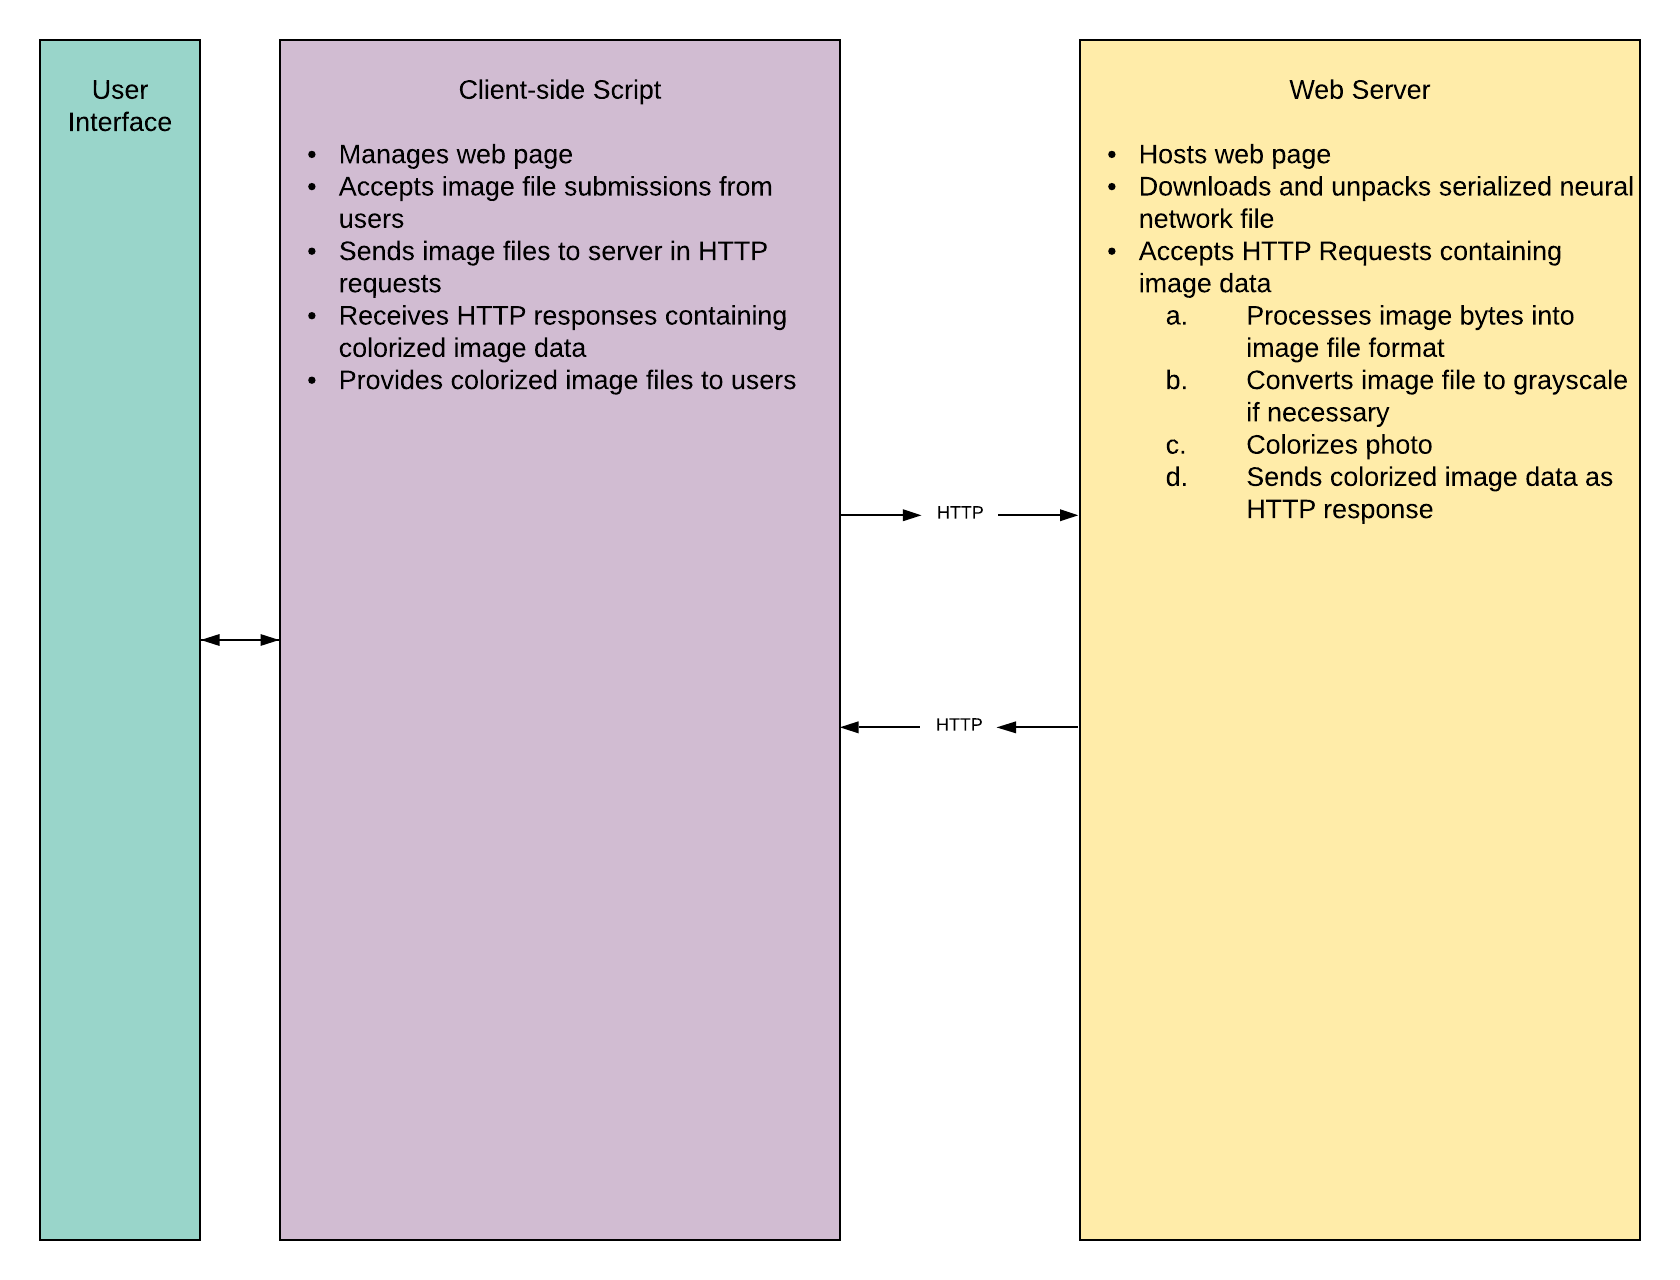 User
Interface
Client-side Script
• Manages web page
• Accepts image file submissions from
users
• Sends image files to server in HTTP
requests
• Receives HTTP responses containing
colorized image data
• Provides colorized image files to users
HTTP
HTTP
Web Server
• Hosts web page
• Downloads and unpacks serialized neural
network file
• Accepts HTTP Requests containing
image data
a. Processes image bytes into
image file format
b. Converts image file to grayscale
if necessary
c. Colorizes photo
d. Sends colorized image data as
HTTP response